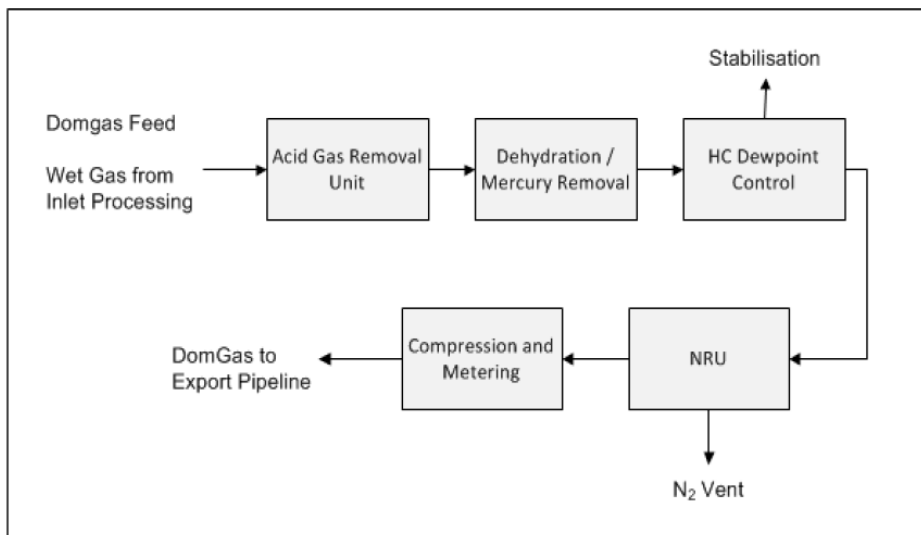 Stabilisation
Domgas Feed
Wet Gas from
Inlet Processing
Acid Gas Removal
Unit
Dehydration /
Mercury Removal
HC Dewpoint
Control
DomGas to
Export Pipeline
Compression and
Metering
NRU
N₂ Vent